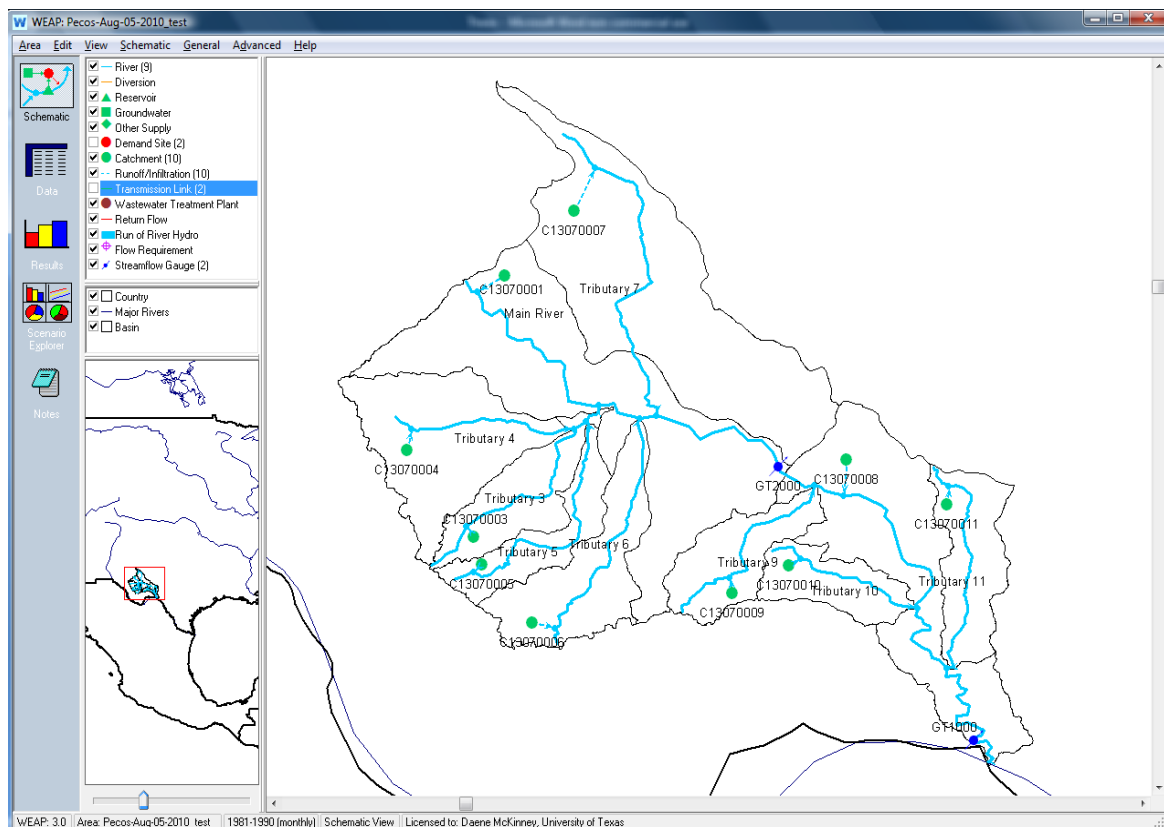 WEAP: Pecos-Aug-05-2010_test
Area Edit View Schematic General Advanced Help
Schematic
Data
Results
Scenario
Explorer
Notes
River (9)
Diversion
Reservoir
Groundwater
Other Supply
Demand Site (2)
Catchment (10)
Runoff/Infiltration (10)
Transmission Link (2)
Wastewater Treatment Plant
Return Flow
Run of River Hydro
Flow Requirement
Streamflow Gauge (2)
Country
Major Rivers
Basin
C13070007
C13070001
Tributary 7
Main River
Tributary 4
C13070004
C13070008
GT2000
Tributary 3
C13070003
C13070011
Tributary 5
Tributary 6
C13070005
Tributary 9
C13070010
Tributary 11
Tributary 10
C13070009
C13070006
GT1000
WEAP: 3.0 Area: Pecos-Aug-05-2010_test 1981-1990 (monthly) Schematic View Licensed to: Daene McKinney, University of Texas